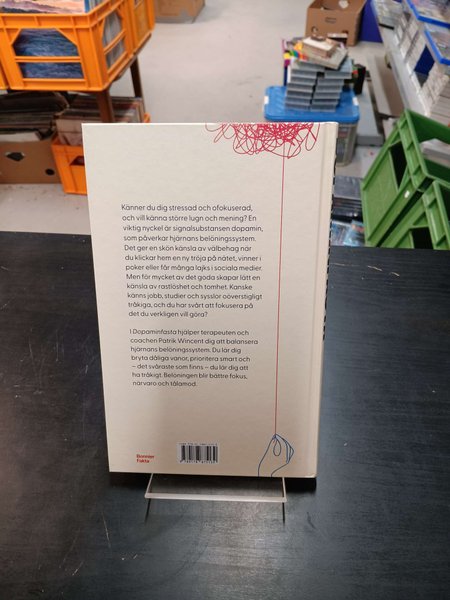 Känner du dig stressad och ofokuserad,
och vill känna större lugn och mening? En
viktig nyckel är signalsubstansen dopamin,
som påverkar hjärnans belöningssystem.
Det ger en skön känsla av välbehag när
du klickar hem en ny tröja på nätet, vinner i
poker eller får många lajks i sociala medier.
Men för mycket av det goda skapar lätt en
känsla av rastlöshet och tomhet. Kanske
känns jobb, studier och sysslor oöverstigligt
tråkiga, och du har svårt att fokusera på
det du verkligen vill göra?
I Dopaminfasta hjälper terapeuten och
coachen Patrik Wincent dig att balansera
hjärnans belöningssystem. Du lär dig
bryta dåliga vanor, prioritera smart och
– det svåraste som finns – du lär dig att
ha tråkigt. Belöningen blir bättre fokus,
närvaro och tålamod.
Bonnier
Fakta